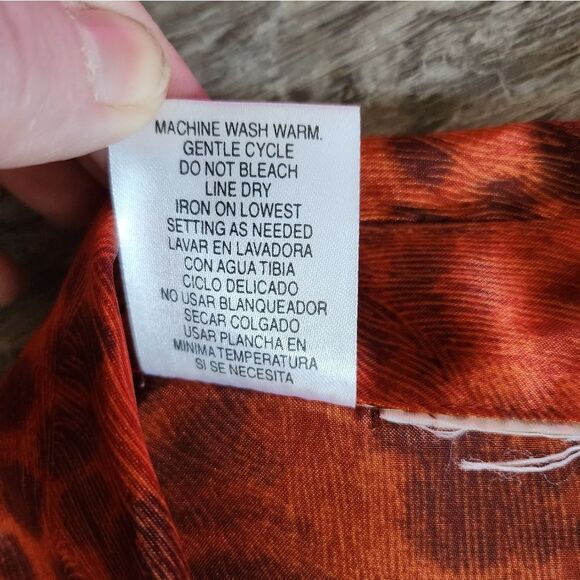 MACHINE WASH WARM.
GENTLE CYCLE
DO NOT BLEACH
LINE DRY
IRON ON LOWEST
SETTING AS NEEDED
LAVAR EN LAVADORA
CON AGUA TIBIA
CICLO DELICADO
NO USAR BLANQUEADOR
SECAR COLGADO
USAR PLANCHA EN
MINIMA TEMPERATURA
SI SE NECESITA